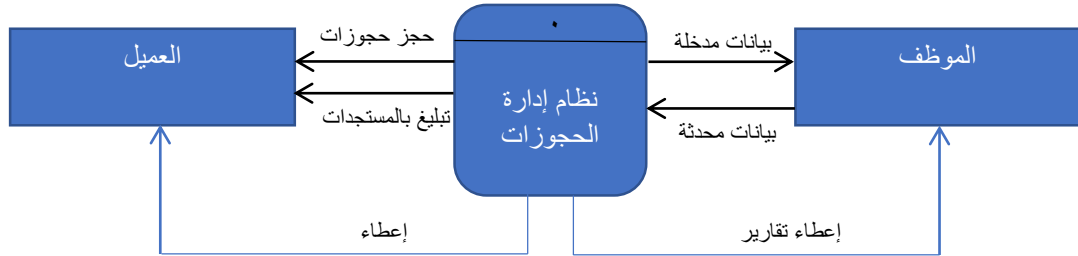 ٠
حجز حجوزات
بيانات مدخلة
العميل
الموظف
نظام إدارة
الحجوزات
تبليغ بالمستجدات
بيانات محدثة
إعطاء
إعطاء تقارير